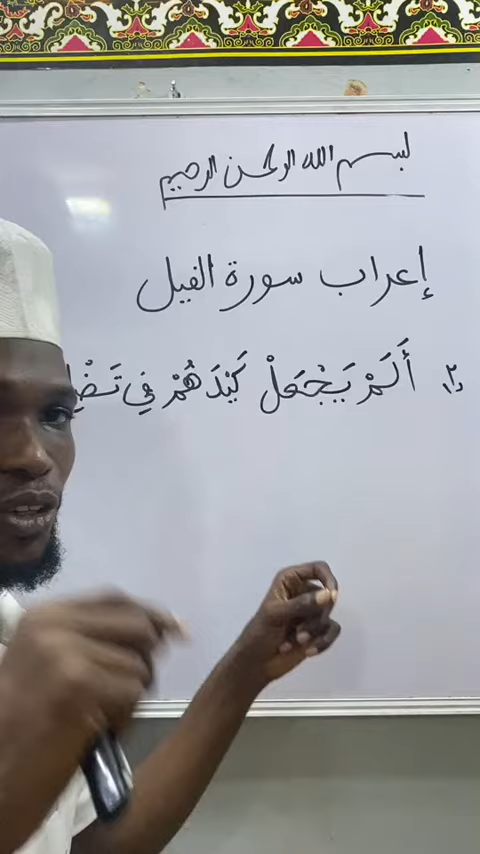 بسم الله الرحمن الرحيم
إعراب سورة الفيل
(٢) أَلَمْ يَجْعَلْ كَيْدَهُمْ فِي